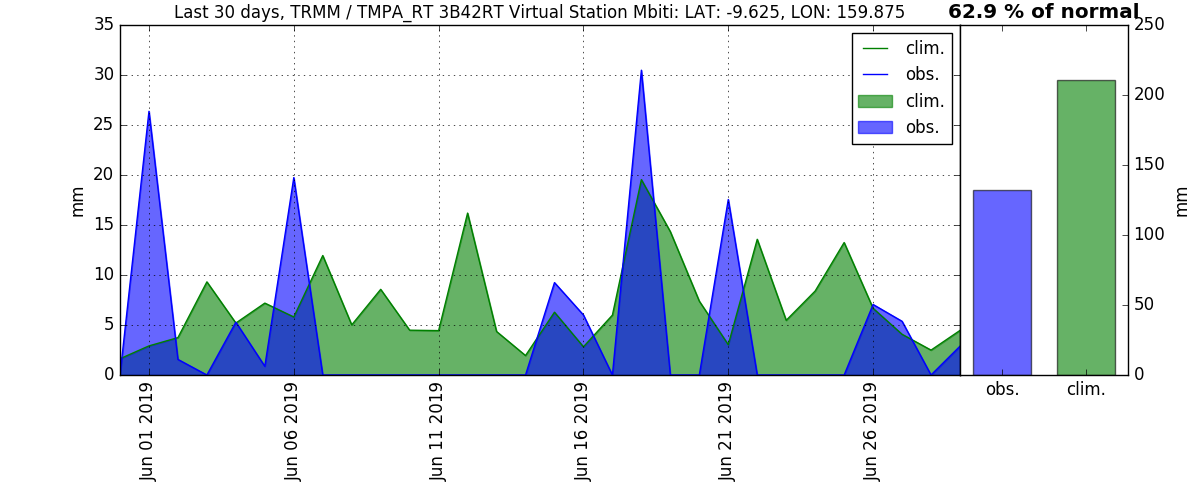 Last 30 days, TRMM / TMPA_RT 3B42RT Virtual Station Mbiti: LAT: -9.625, LON: 159.875
62.9 % of normal
35
30
25
20
15
10
5
0
mm
clim.
obs.
clim.
obs.
Jun 01 2019
Jun 06 2019
Jun 11 2019
Jun 16 2019
Jun 21 2019
Jun 26 2019
250
200
150
100
50
0
mm
obs.
clim.